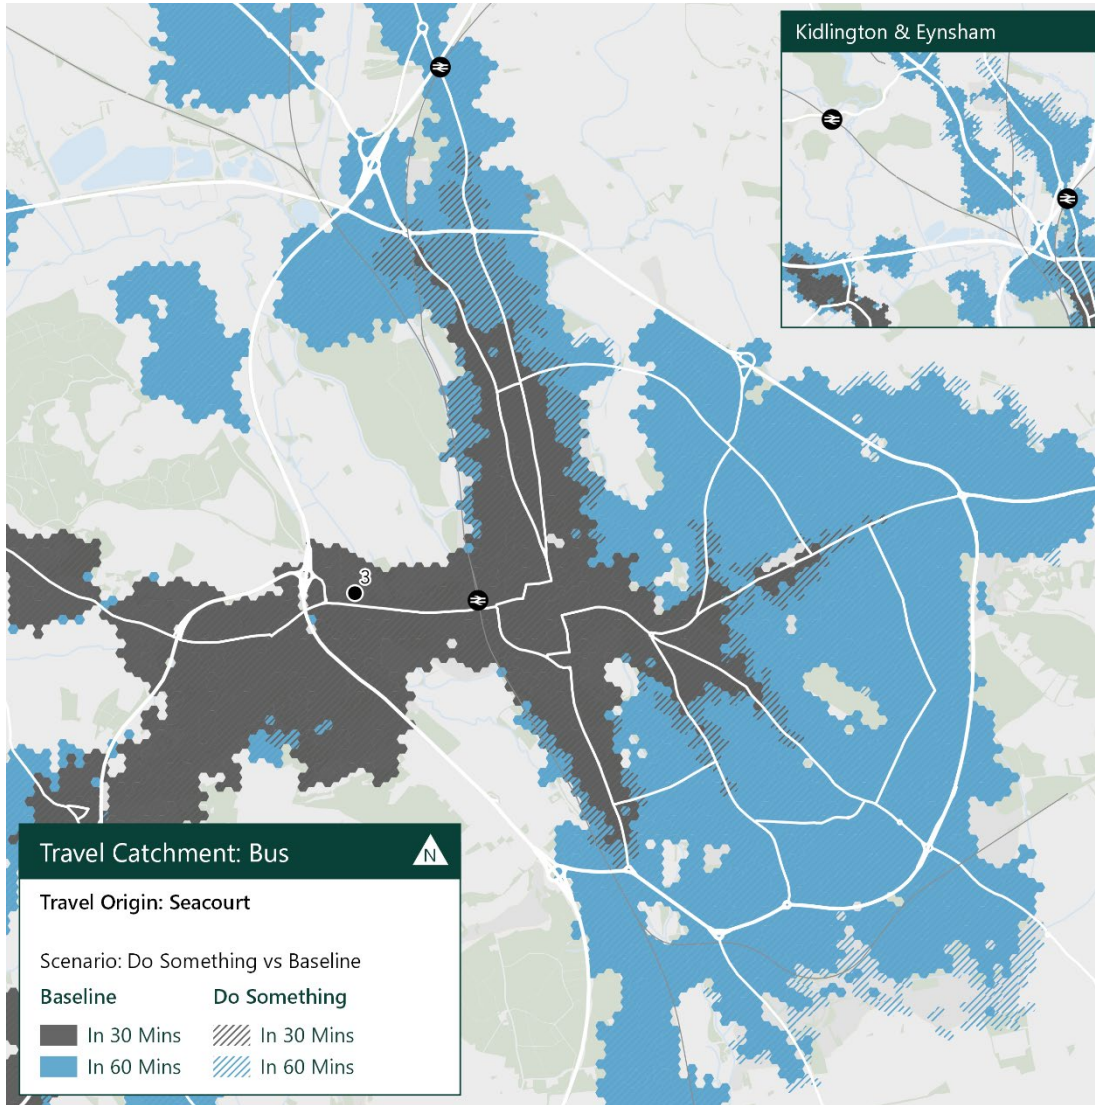 Kidlington & Eynsham
3
Travel Catchment: Bus
N
Travel Origin: Seacourt
Scenario: Do Something vs Baseline
Baseline Do Something
In 30 Mins In 30 Mins
In 60 Mins In 60 Mins